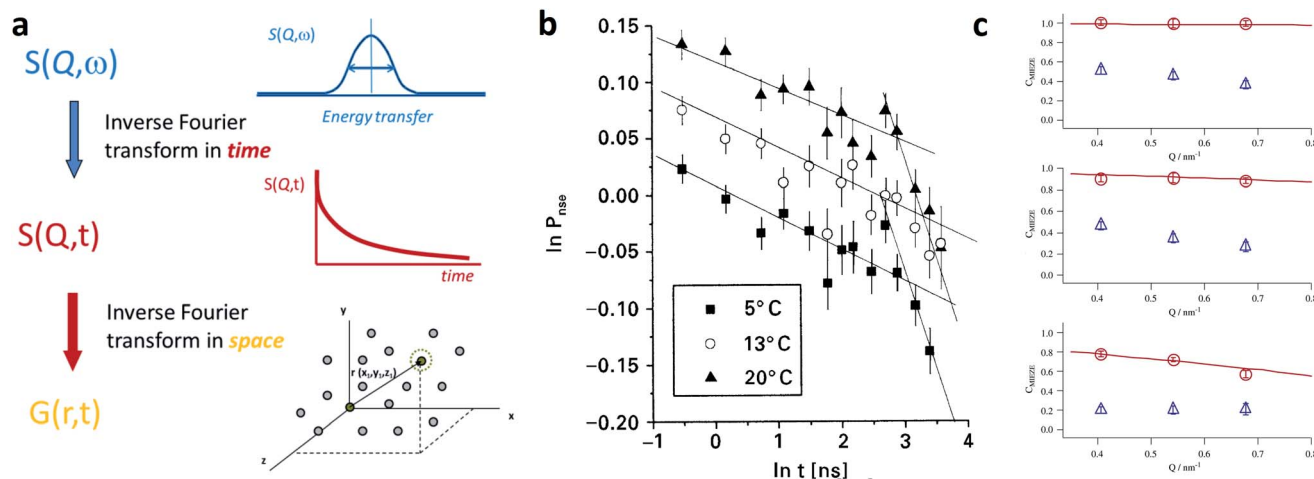 a
S(Q,ω)
Inverse Fourier
transform in time
S(Q,t)
Inverse Fourier
transform in space
G(r,t)
S(Q,ω)
Energy transfer
S(Q,t)
time
y
r (x₁,y₁,z₁)
x
z
b
0.15
0.10
0.05
0.00
−0.05
−0.10
−0.15
−0.20
ln Pnse
5° C
13° C
20° C
−1 0 1 2 3 4
ln t [ns]
c
1.0
0.8
0.6
0.4
0.2
0.0
CMIEZE
0.4 0.5 0.6 0.7 0.8
Q / nm⁻¹
1.0
0.8
0.6
0.4
0.2
0.0
CMIEZE
0.4 0.5 0.6 0.7 0.8
Q / nm⁻¹
1.0
0.8
0.6
0.4
0.2
0.0
CMIEZE
0.4 0.5 0.6 0.7 0.8
Q / nm⁻¹